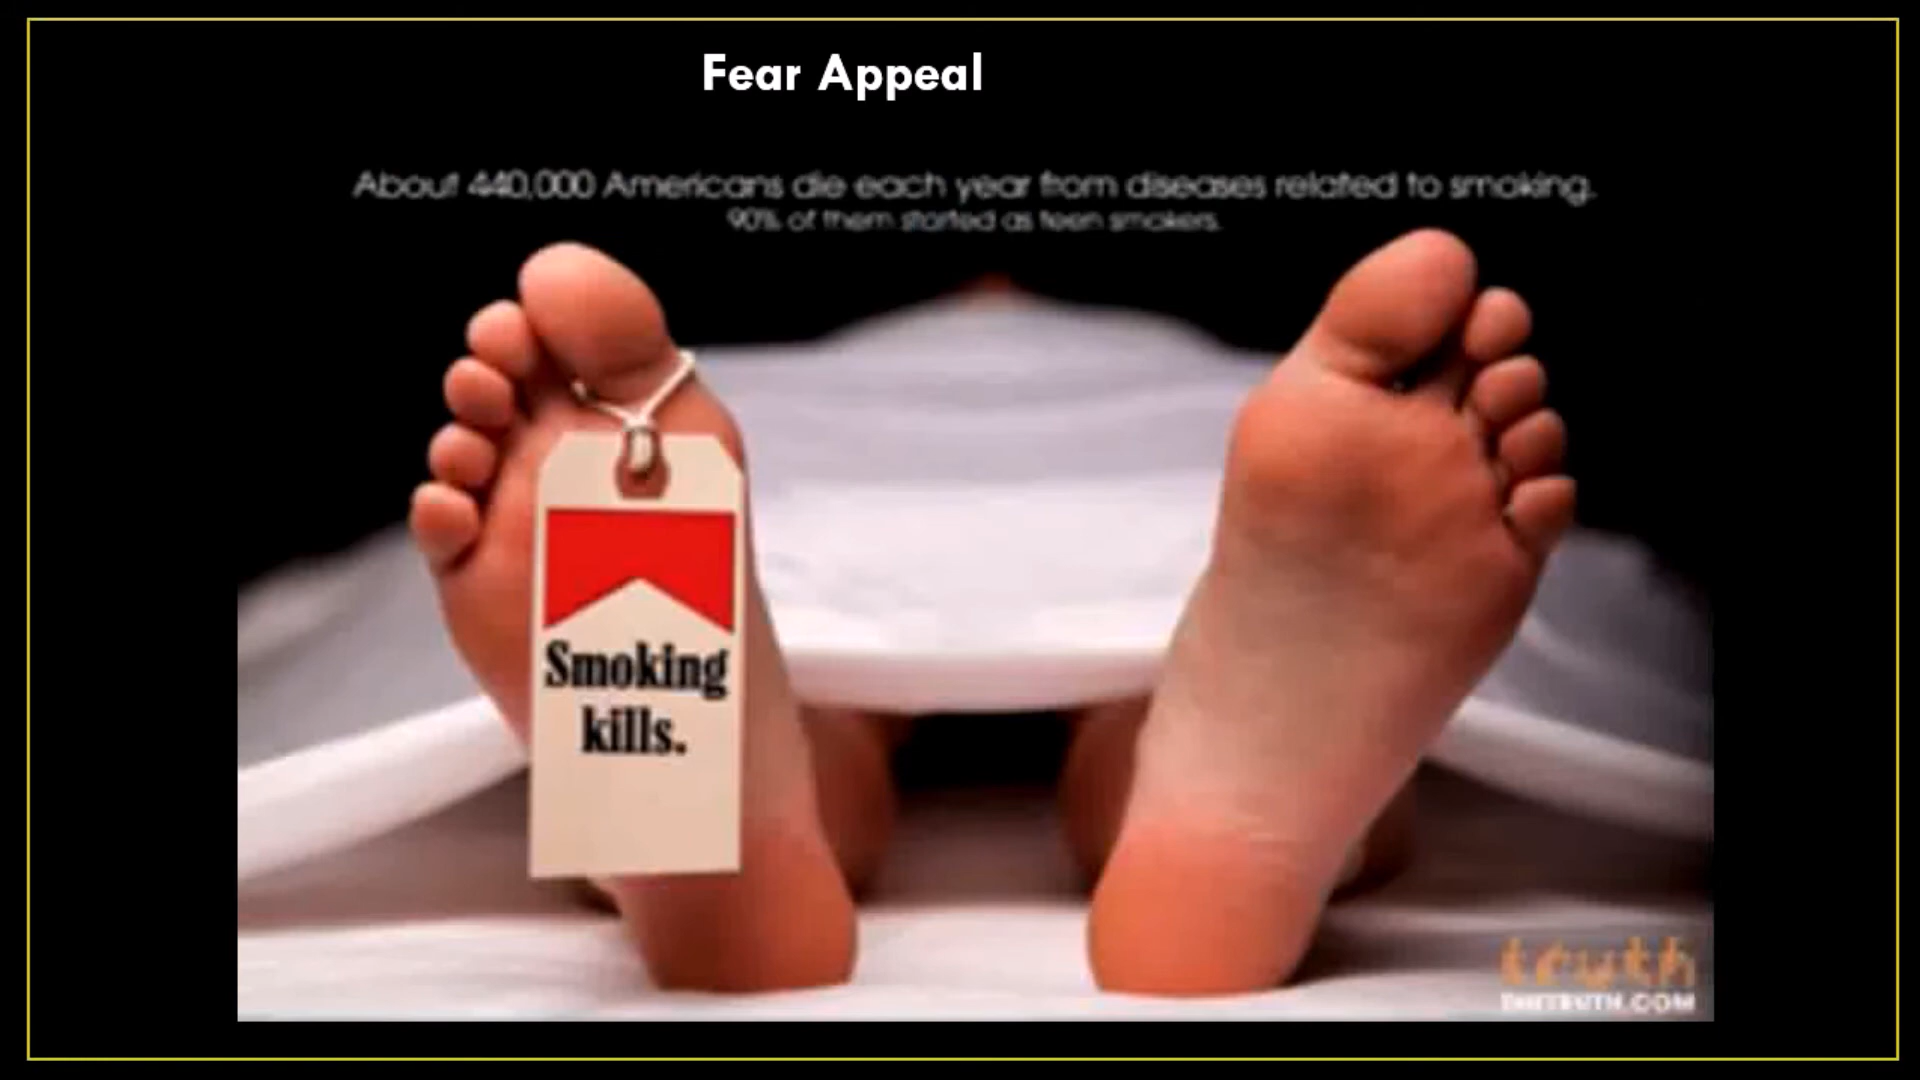 Fear Appeal
About 440,000 Americans die each year from diseases related to smoking.
90% of them started as teen smokers.
Smoking
kills.
truth
THETRUTH.COM